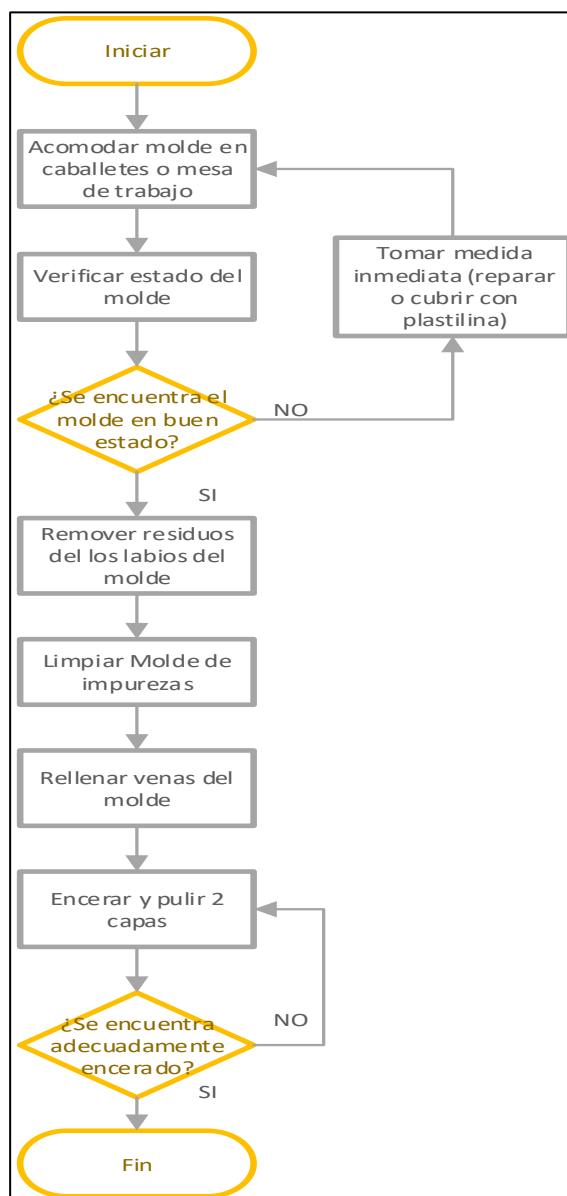 Iniciar
Acomodar molde en
caballetes o mesa
de trabajo
Tomar medida
inmediata (reparar
o cubrir con
plastilina)
Verificar estado del
molde
¿Se encuentra el
molde en buen
estado?
NO
SI
Remover residuos
del los labios del
molde
Limpiar Molde de
impurezas
Rellenar venas del
molde
Encerar y pulir 2
capas
¿Se encuentra
adecuadamente
encerado?
NO
SI
Fin